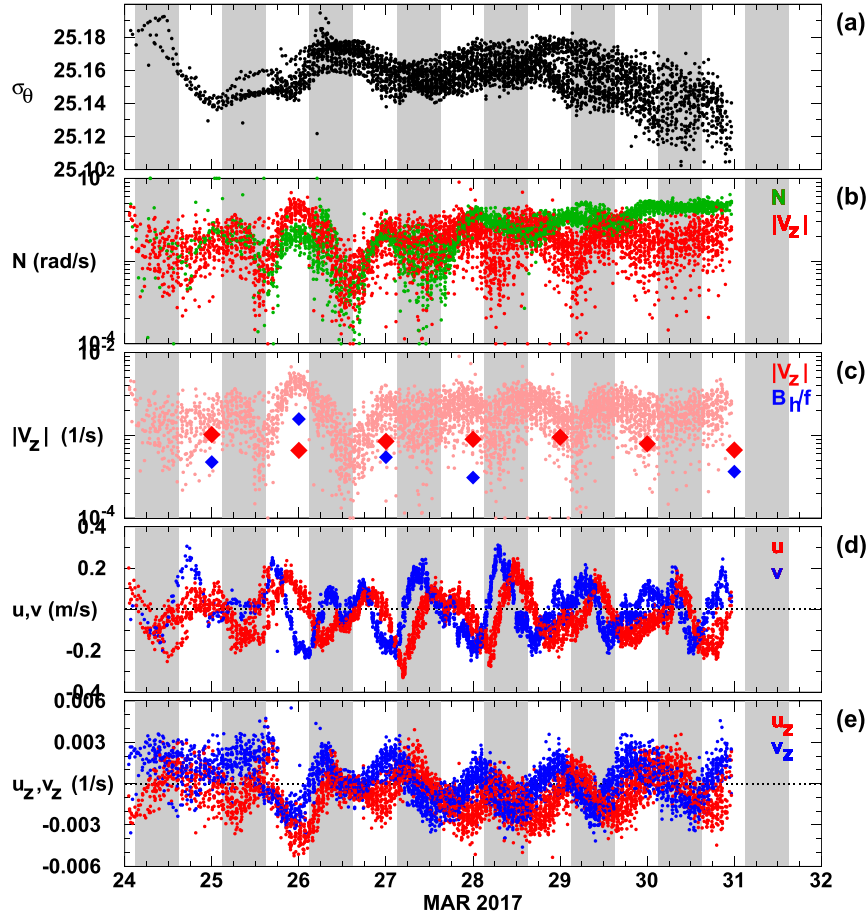 (a)
25.18
25.16
σθ
25.14
25.12
25.10
10-2
(b)
N
|Vz|
N (rad/s)
10-4
10-2
(c)
|Vz|
Bh/f
|Vz| (1/s)
10-4
0.4
(d)
u
v
0.2
u,v (m/s)
-0.2
-0.4
0.006
(e)
uz
vz
0.003
uz,vz (1/s)
-0.003
-0.006
24 25 26 27 28 29 30 31 32
MAR 2017